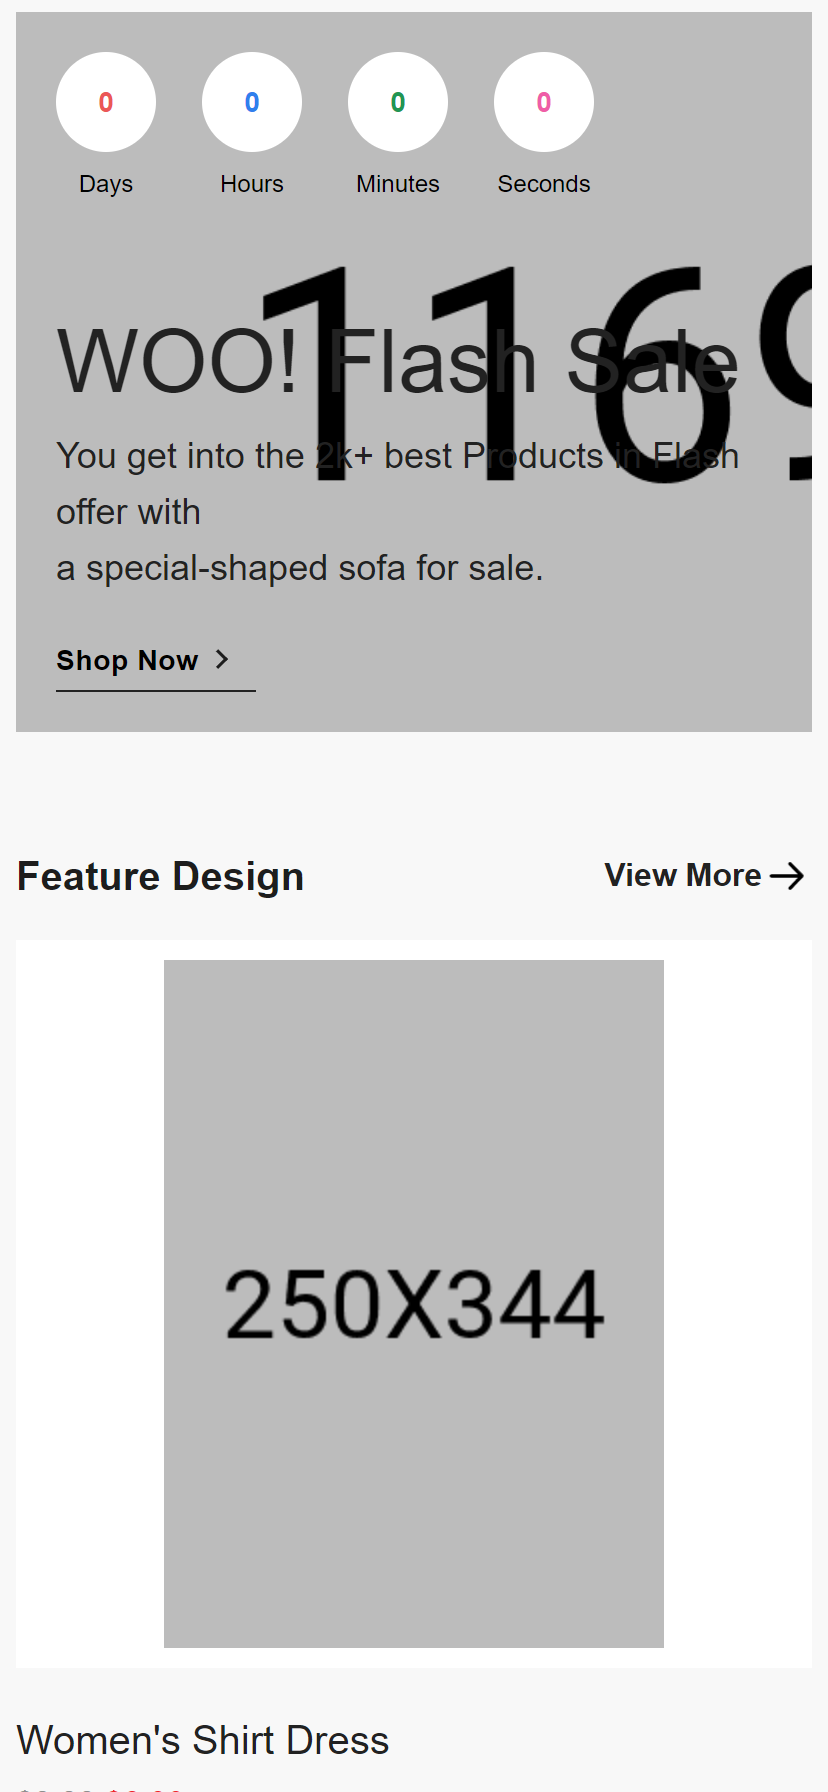 0 0 0 0
Days Hours Minutes Seconds
1169
WOO! Flash Sale
You get into the 2k+ best Products in Flash
offer with
a special-shaped sofa for sale.
Shop Now
Feature Design View More
250X344
Women's Shirt Dress